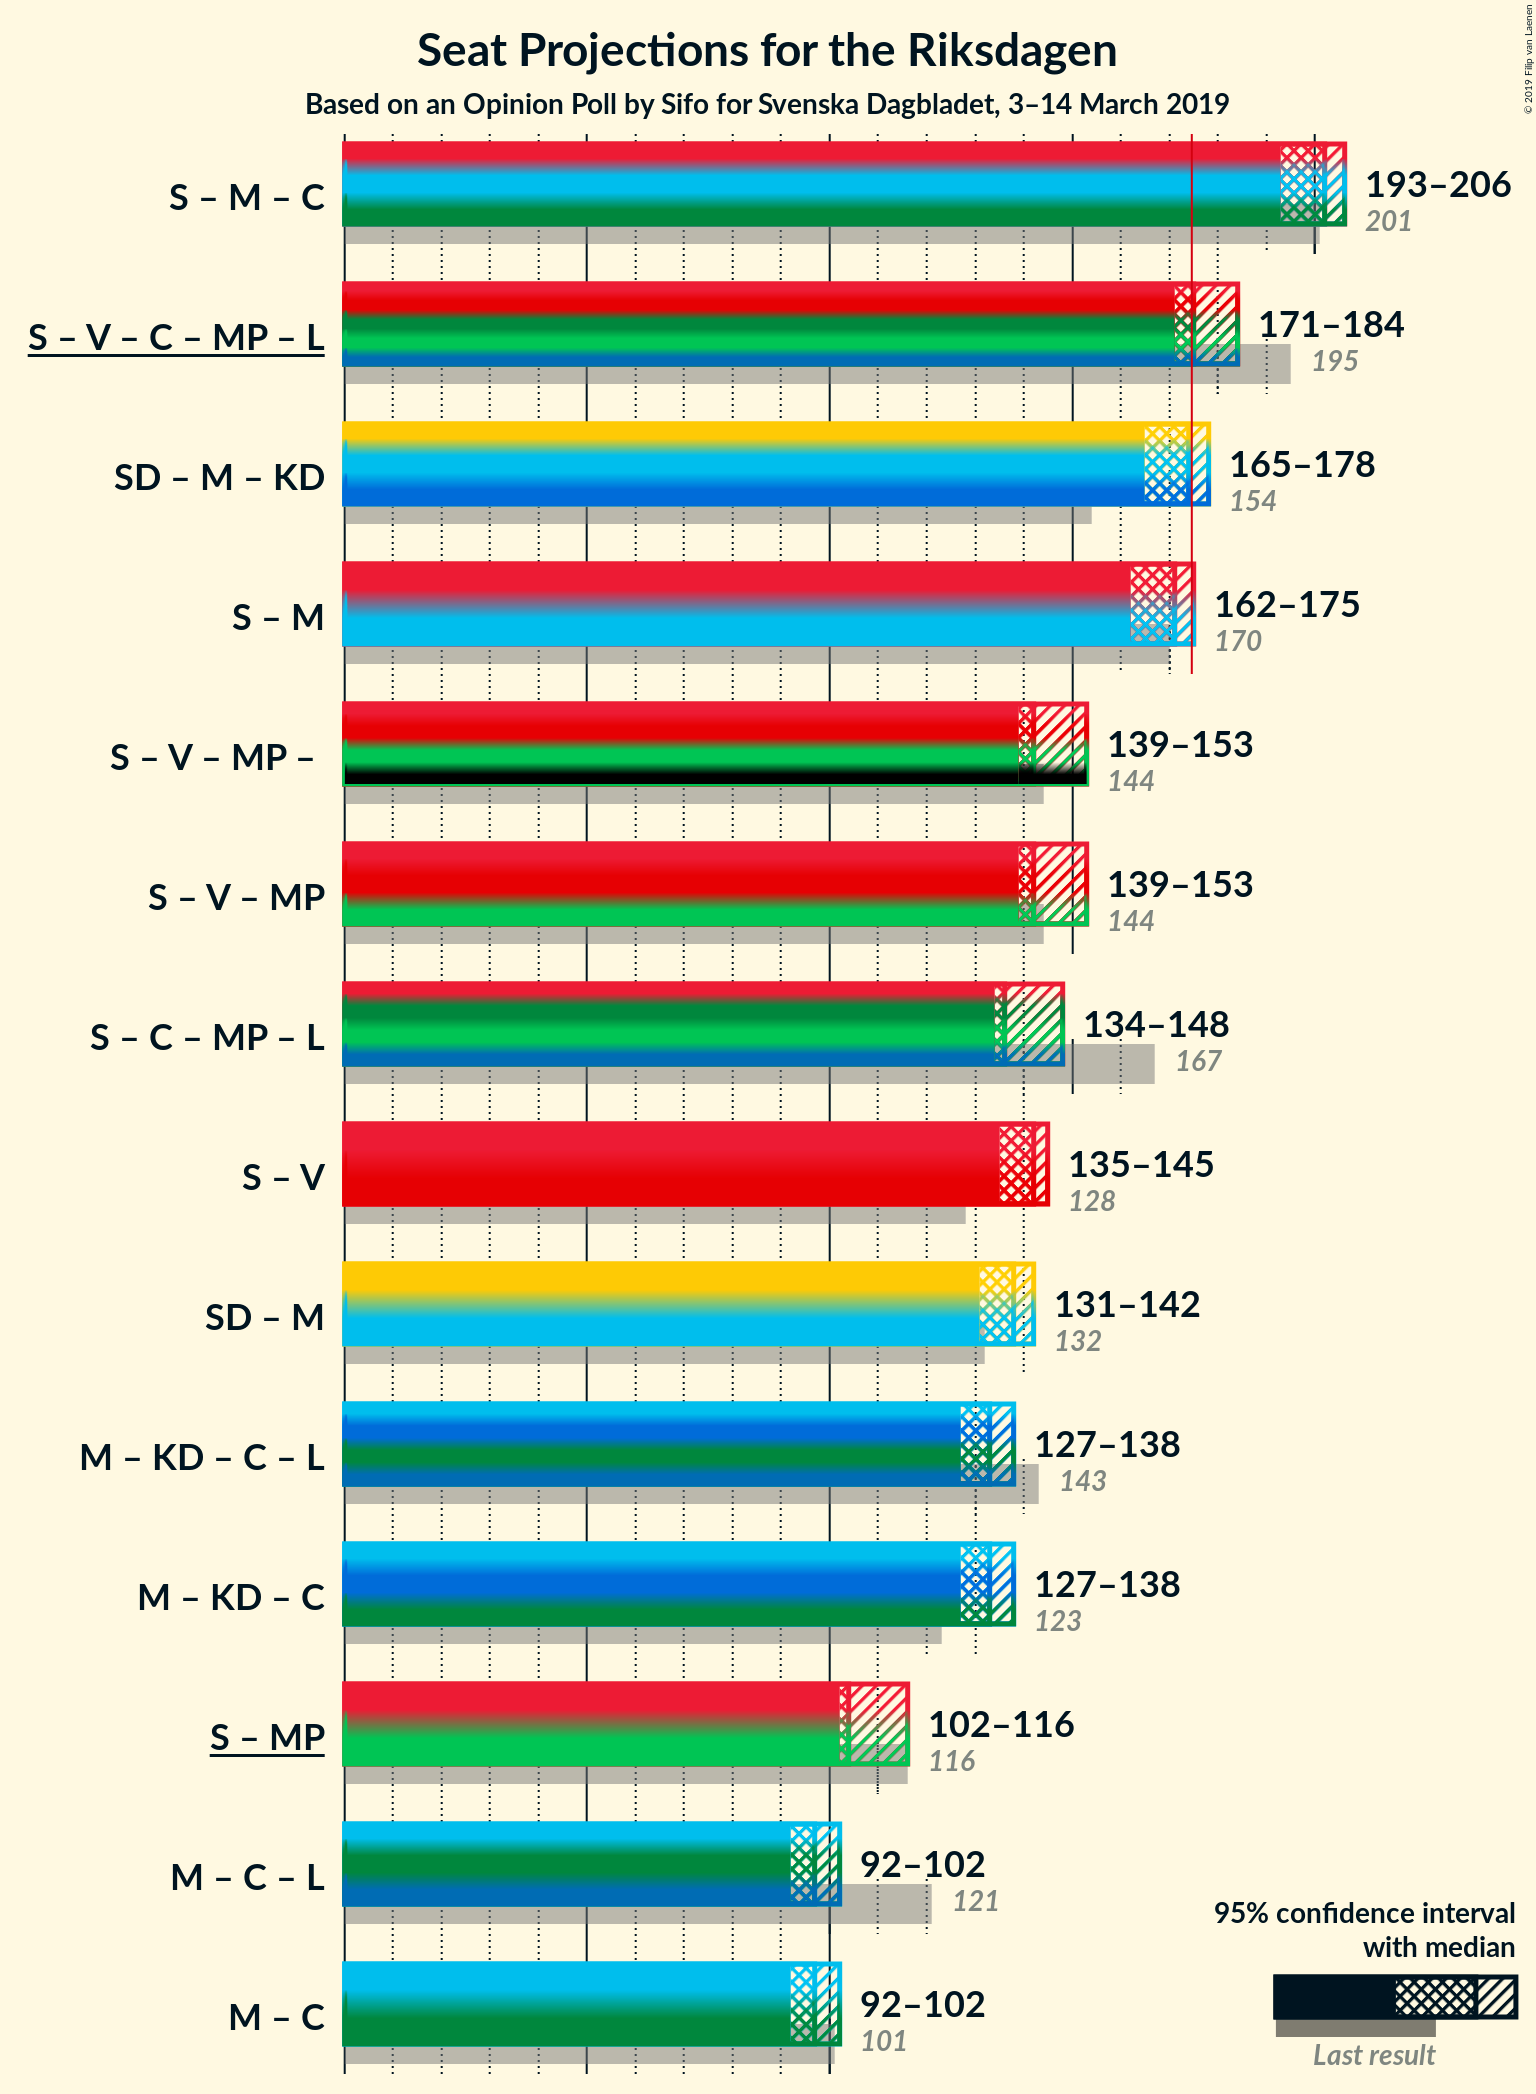 © 2019 Filip van Laenen
Seat Projections for the Riksdagen
Based on an Opinion Poll by Sifo for Svenska Dagbladet, 3–14 March 2019
S – M – C
193–206
201
S – V – C – MP – L
171–184
195
SD – M – KD
165–178
154
S – M
162–175
170
S – V – MP –
139–153
144
S – V – MP
139–153
144
S – C – MP – L
134–148
167
S – V
135–145
128
SD – M
131–142
132
M – KD – C – L
127–138
143
M – KD – C
127–138
123
S – MP
102–116
116
M – C – L
92–102
121
M – C
92–102
101
95% confidence interval
with median
Last result